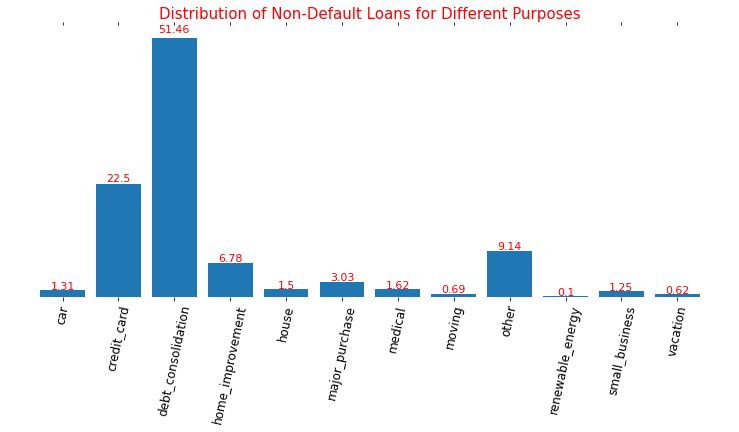 Distribution of Non-Default Loans for Different Purposes
51.46
22.5
9.14
6.78
3.03
1.31
1.5
1.62
0.69
0.1
1.25
0.62
car
credit_card
debt_consolidation
home_improvement
house
major_purchase
medical
moving
other
renewable_energy
small_business
vacation